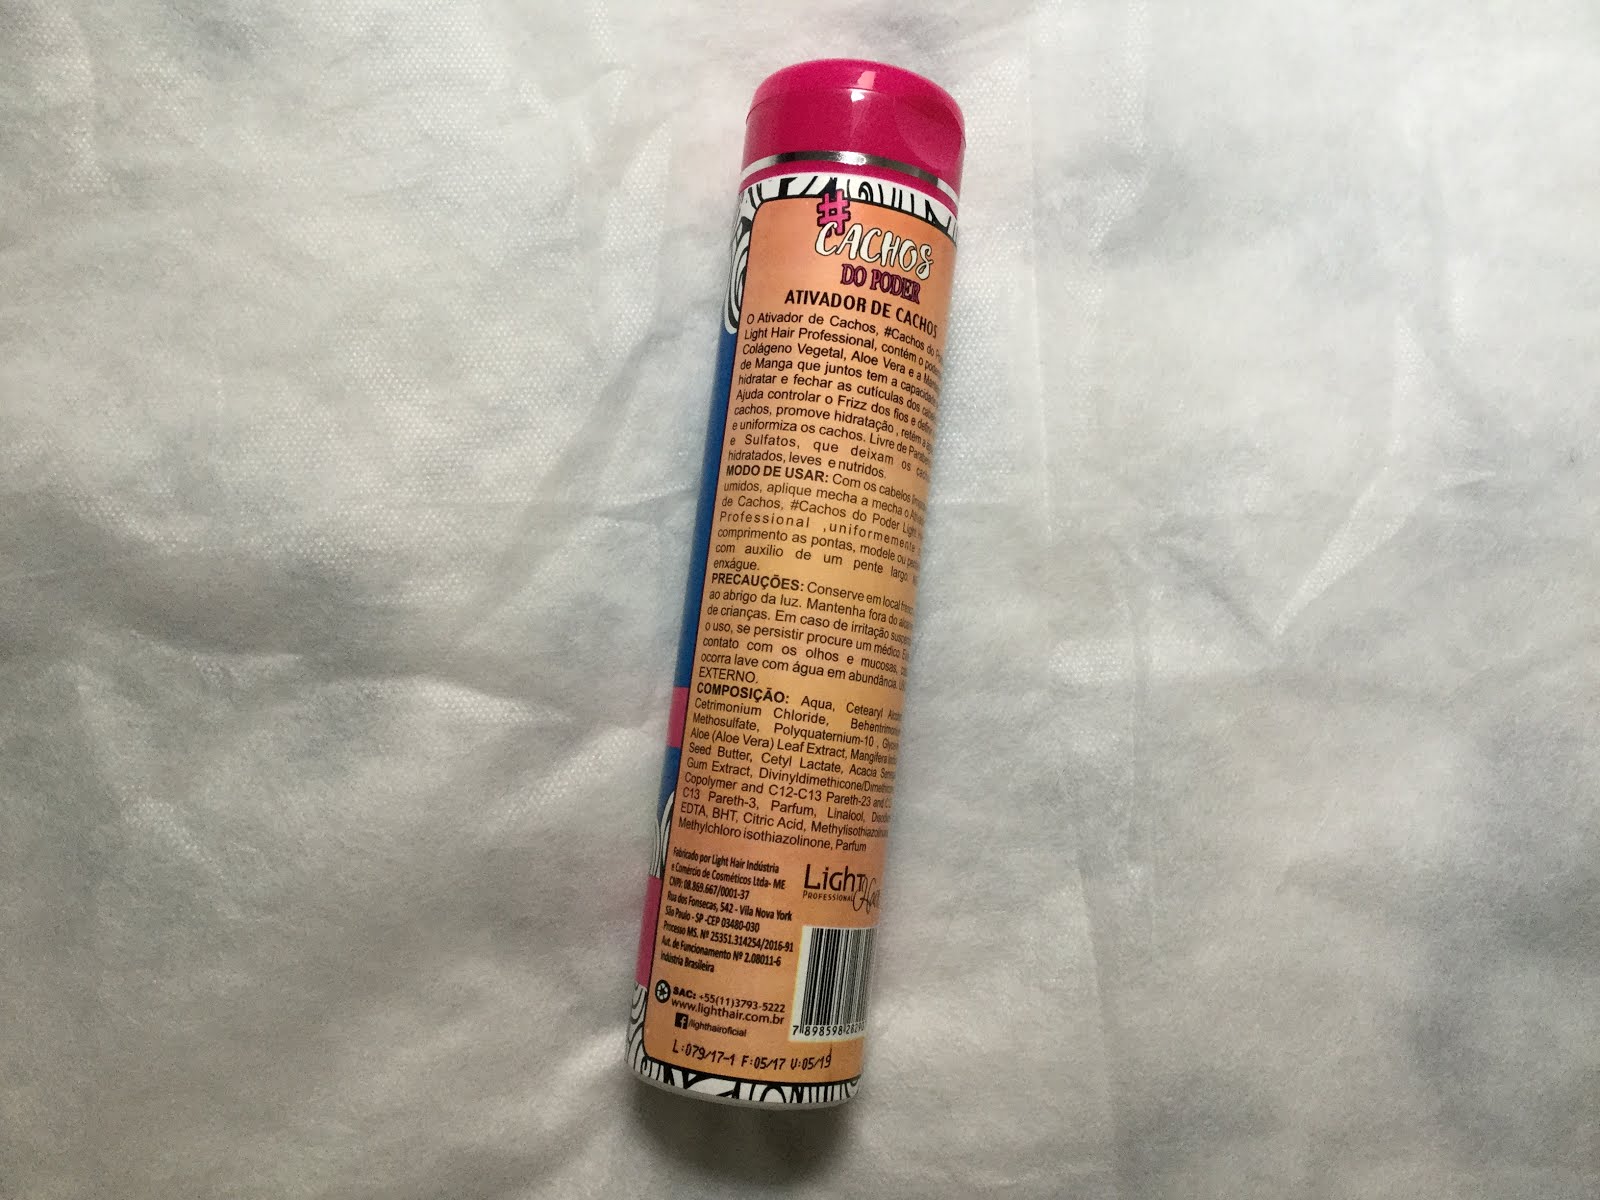 #
CACHOS
DO PODER
ATIVADOR DE CACHOS
O Ativador de Cachos, #Cachos do
Light Hair Professional, contém o
Colágeno Vegetal, Aloe Vera e a
de Manga que juntos tem a capacidade
hidratar e fechar as cutículas dos
Ajuda controlar o Frizz dos fios e
cachos, promove hidratação , retém a
e uniformiza os cachos. Livre de
e Sulfatos, que deixam os
hidratados, leves e nutridos.
MODO DE USAR: Com os cabelos
umidos, aplique mecha a mecha o
de Cachos, #Cachos do Poder Light
Professional ,uniformemente
comprimento as pontas, modele ou
com auxílio de um pente largo.
enxágue.
PRECAUÇÕES: Conserve em local
ao abrigo da luz. Mantenha fora do
de crianças. Em caso de irritação
o uso, se persistir procure um médico
contato com os olhos e mucosas,
ocorra lave com água em abundância.
EXTERNO.
COMPOSIÇÃO: Aqua, Cetearyl
Cetrimonium Chloride,
Methosulfate, Polyquaternium-10 ,
Aloe (Aloe Vera) Leaf Extract, Mangifera
Seed Butter, Cetyl Lactate, Acacia
Gum Extract,
Copolymer and C12-C13 Pareth-23 and
C13 Pareth-3, Parfum, Linalool,
EDTA, BHT, Citric Acid,
Methylchloro isothiazolinone, Parfum
Fabricado por Light Hair Indústria
e Comércio de Cosméticos Ltda- ME
CNPJ: 08.869.667/0001-37
Rua dos Fonsecas, 542 - Vila Nova York
São Paulo - SP -CEP 03480-030
Processo MS. Nº 25351.314254/2016-91
Aut. de Funcionamento Nº 2.08011-6
Indústria Brasileira
Light
PROFESSIONAL
SAC: +55(11)3793-5222
www.lighthair.com.br
/lighthairoficial
7 898598
L:079/17-1 F:05/17 V:05/19